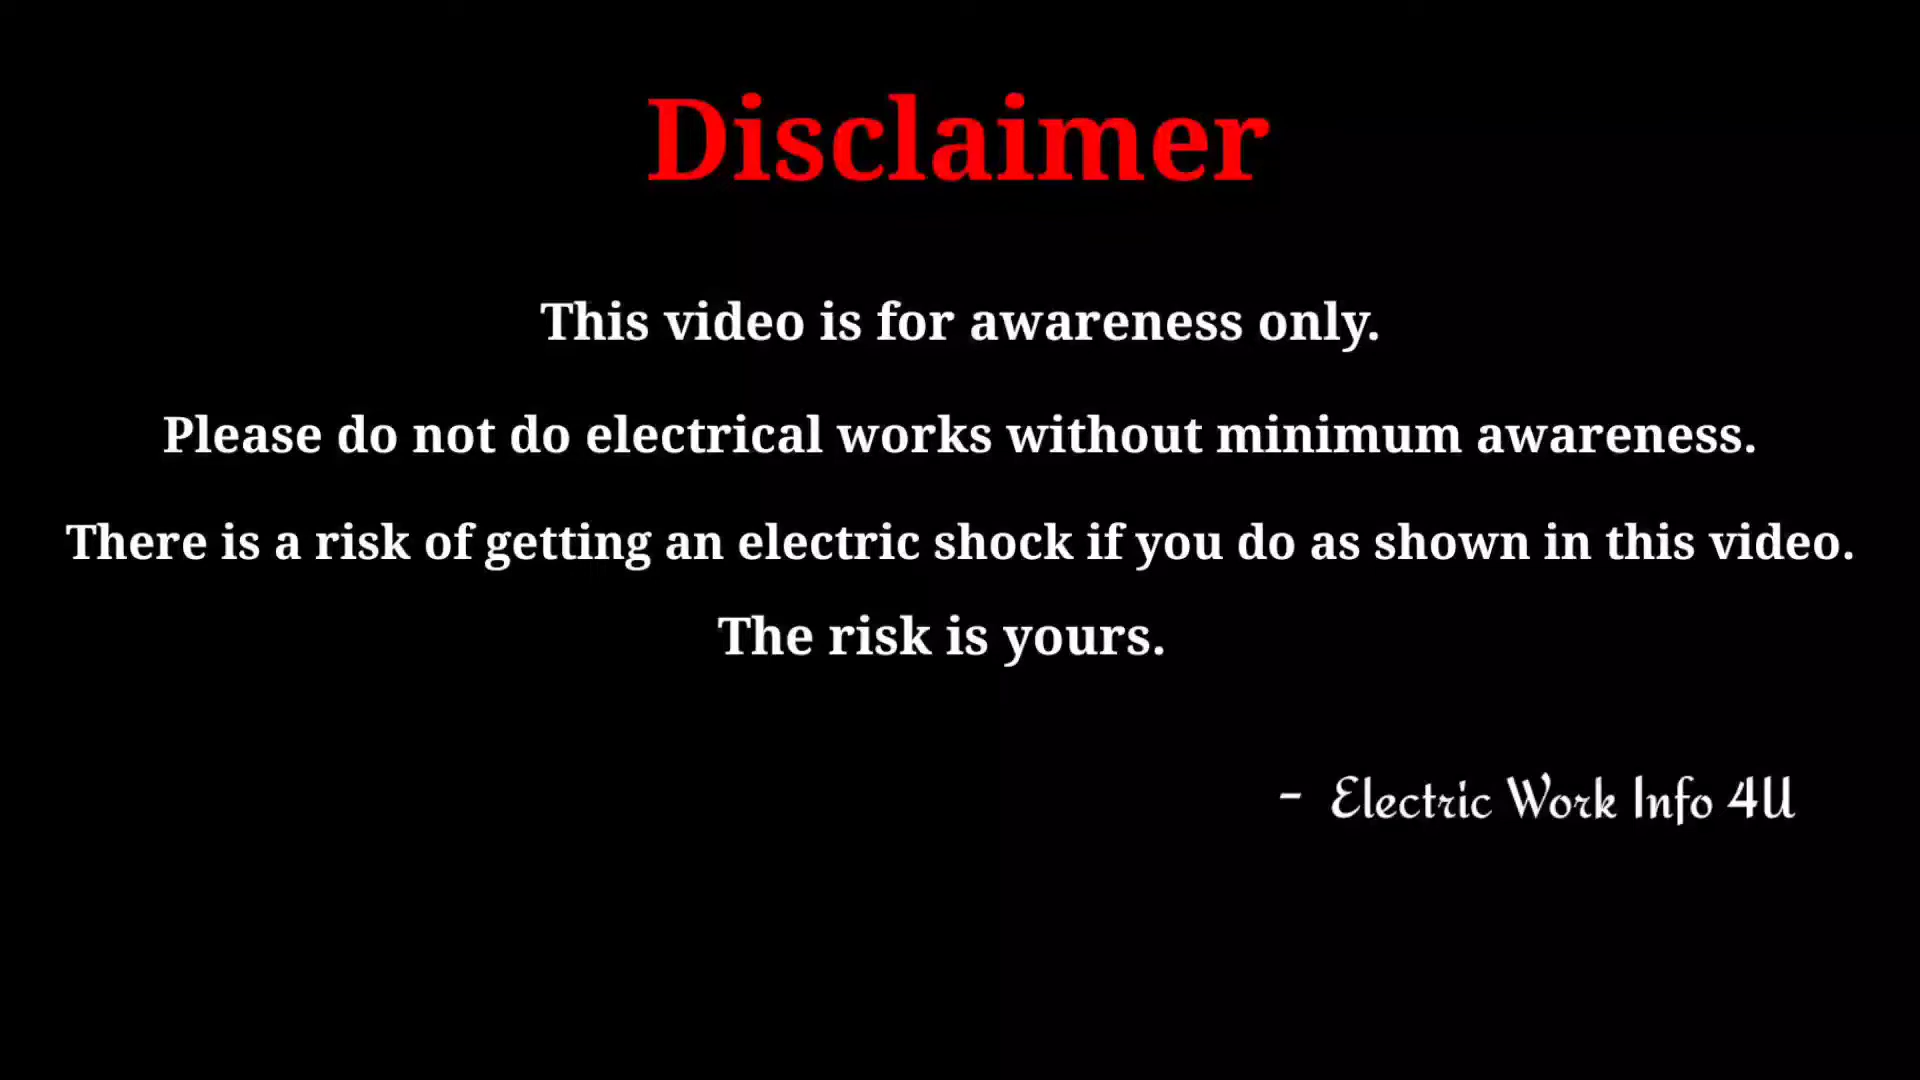 Disclaimer
This video is for awareness only.
Please do not do electrical works without minimum awareness.
There is a risk of getting an electric shock if you do as shown in this video.
The risk is yours.
- Electric Work Info 4U